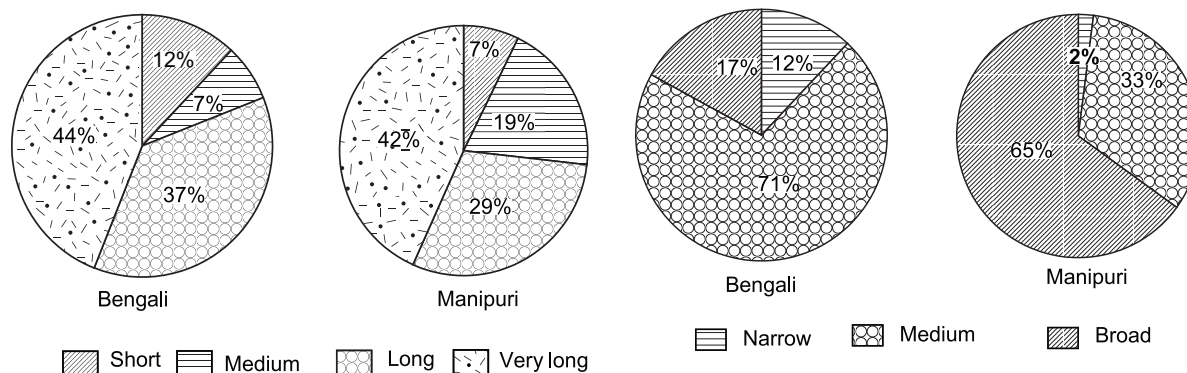 12%
7%
44%
37%
Bengali
7%
19%
42%
29%
Manipuri
Short Medium Long Very long
17% 12%
71%
Bengali
2%
33%
65%
Manipuri
Narrow Medium Broad